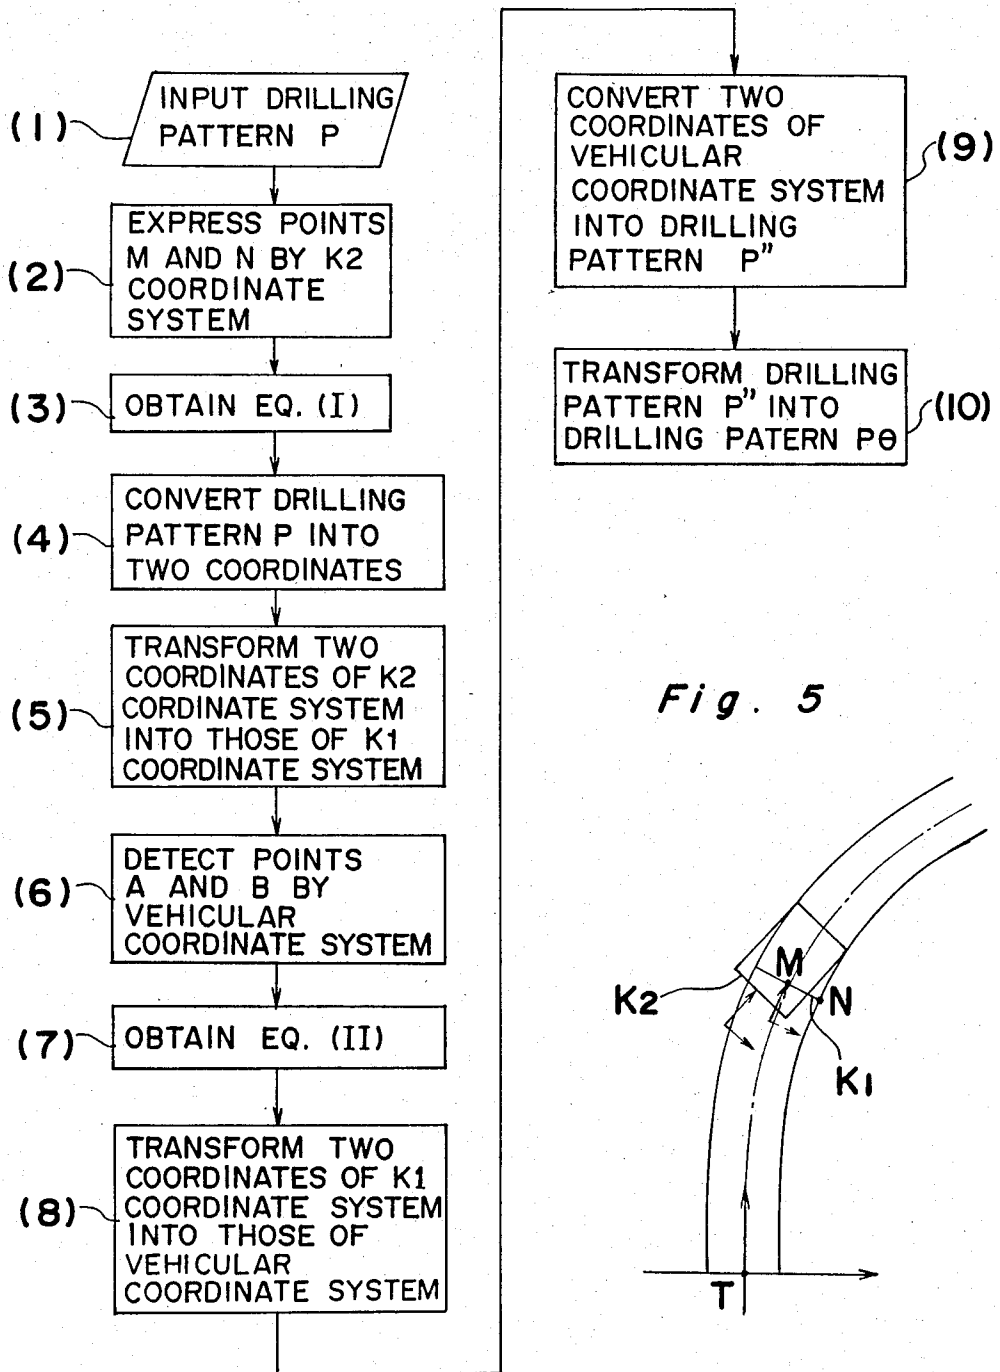 (1)
INPUT DRILLING
PATTERN P
(2)
EXPRESS POINTS
M AND N BY K2
COORDINATE
SYSTEM
(3)
OBTAIN EQ. (I)
(4)
CONVERT DRILLING
PATTERN P INTO
TWO COORDINATES
(5)
TRANSFORM TWO
COORDINATES OF K2
CORDINATE SYSTEM
INTO THOSE OF K1
COORDINATE SYSTEM
(6)
DETECT POINTS
A AND B BY
VEHICULAR
COORDINATE SYSTEM
(7)
OBTAIN EQ. (II)
(8)
TRANSFORM TWO
COORDINATES OF K1
COORDINATE SYSTEM
INTO THOSE OF
VEHICULAR
COORDINATE SYSTEM
(9)
CONVERT TWO
COORDINATES OF
VEHICULAR
COORDINATE SYSTEM
INTO DRILLING
PATTERN P"
(10)
TRANSFORM DRILLING
PATTERN P" INTO
DRILLING PATERN Pθ
Fig. 5
M
K2
N
K1
T